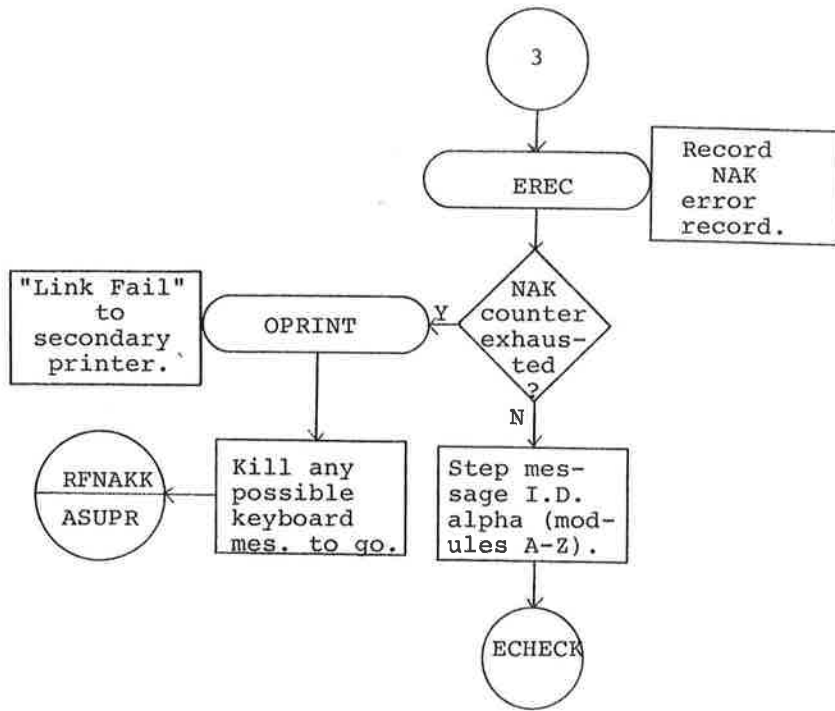 3
EREC
Record
NAK
error
record.
NAK
counter
exhaus-
ted
?
Y
OPRINT
"Link Fail"
to
secondary
printer.
Kill any
possible
keyboard
mes. to go.
RFNAKK
ASUPR
N
Step mes-
sage I.D.
alpha (mod-
ules A-Z).
ECHECK